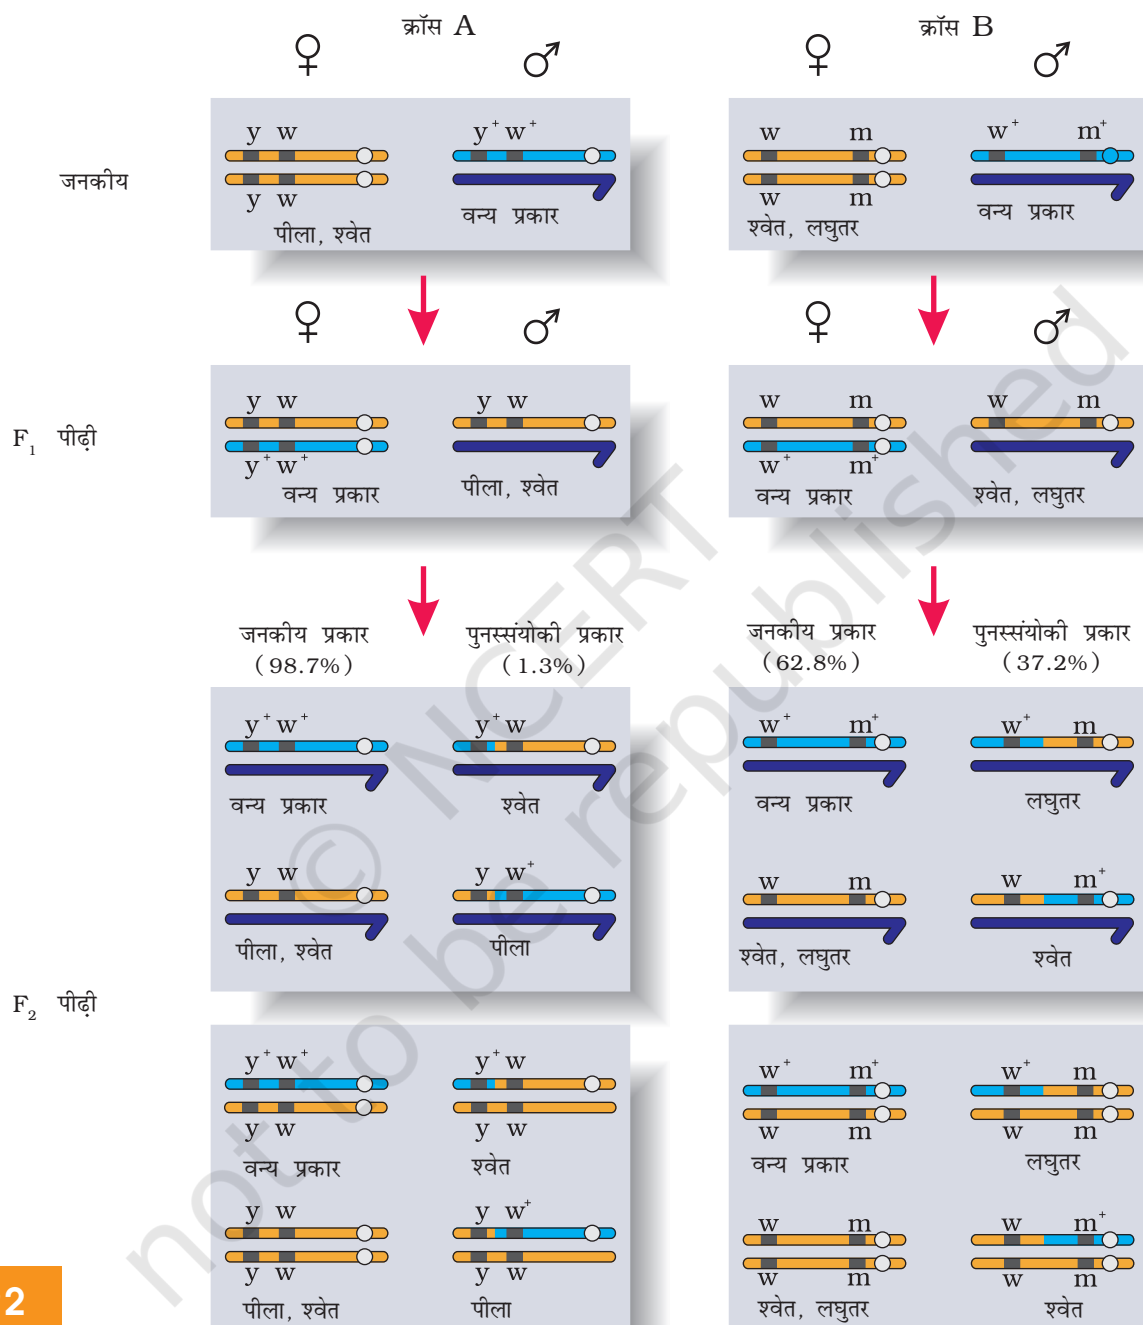 क्रॉस A
क्रॉस B
♀ ♂ ♀ ♂
जनकीय
y w
y⁺ w⁺
w m
w⁺ m⁺
y w
वन्य प्रकार
पीला, श्वेत
w m
श्वेत, लघुतर
वन्य प्रकार
♀ ♂ ♀ ♂
F₁ पीढ़ी
y w
y w
w m
w m
y⁺ w⁺
वन्य प्रकार
पीला, श्वेत
w⁺ m⁺
वन्य प्रकार
श्वेत, लघुतर
जनकीय प्रकार
(98.7%)
पुनस्संयोकी प्रकार
(1.3%)
जनकीय प्रकार
(62.8%)
पुनस्संयोकी प्रकार
(37.2%)
F₂ पीढ़ी
y⁺ w⁺
वन्य प्रकार
y⁺ w
श्वेत
w⁺ m⁺
वन्य प्रकार
w⁺ m
लघुतर
y w
पीला, श्वेत
y w⁺
पीला
w m
श्वेत, लघुतर
w m⁺
श्वेत
y⁺ w⁺
y w
वन्य प्रकार
y⁺ w
y w
श्वेत
w⁺ m⁺
w m
वन्य प्रकार
w⁺ m
w m
लघुतर
y w
y w
पीला, श्वेत
y w⁺
y w
पीला
w m
w m
श्वेत, लघुतर
w m⁺
w m
श्वेत
2
© NCERT
not to be republished